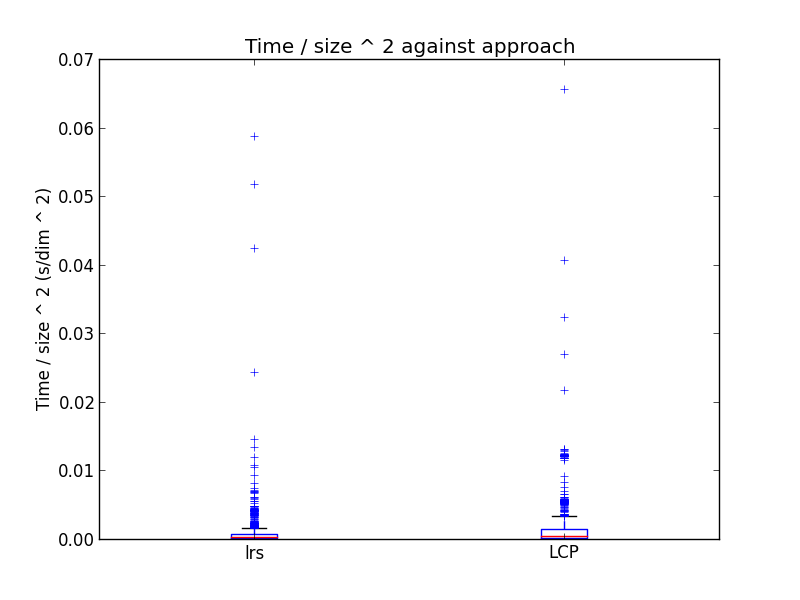 Time / size ^ 2 against approach
Time / size ^ 2 (s/dim ^ 2)
0.07
0.06
0.05
0.04
0.03
0.02
0.01
0.00
lrs
LCP